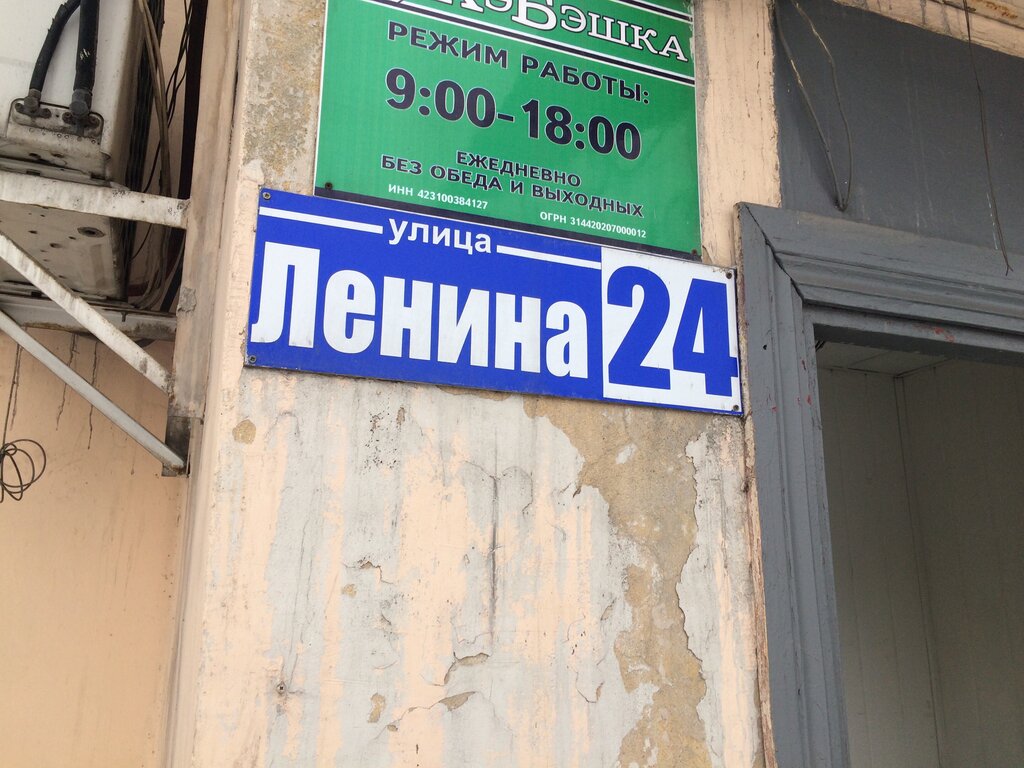 РЕЖИМ РАБОТЫ:
9:00-18:00
ЕЖЕДНЕВНО
БЕЗ ОБЕДА И ВЫХОДНЫХ
ИНН 423100384127
ОГРН 314420207000012
улица
Ленина 24